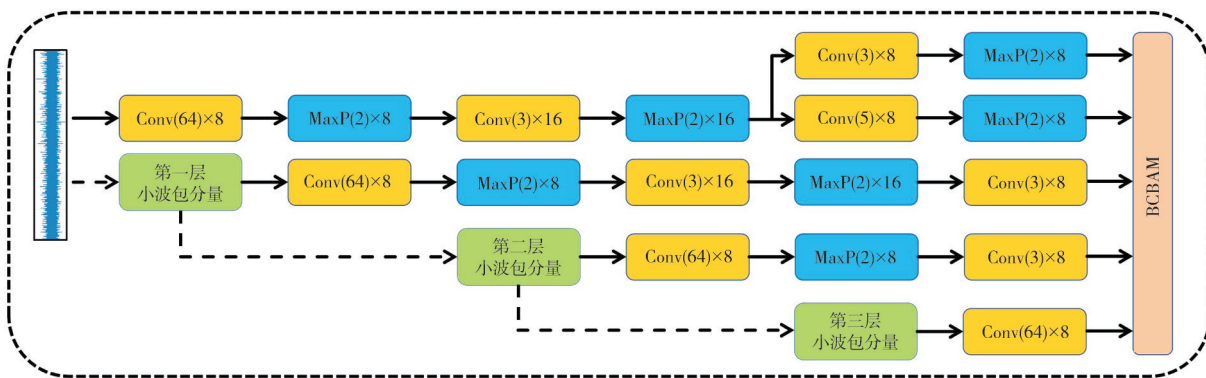 Conv(3)×8
MaxP(2)×8
Conv(64)×8
MaxP(2)×8
Conv(3)×16
MaxP(2)×16
Conv(5)×8
MaxP(2)×8
第一层
小波包分量
Conv(64)×8
MaxP(2)×8
Conv(3)×16
MaxP(2)×16
Conv(3)×8
第二层
小波包分量
Conv(64)×8
MaxP(2)×8
Conv(3)×8
第三层
小波包分量
Conv(64)×8
BCBAM